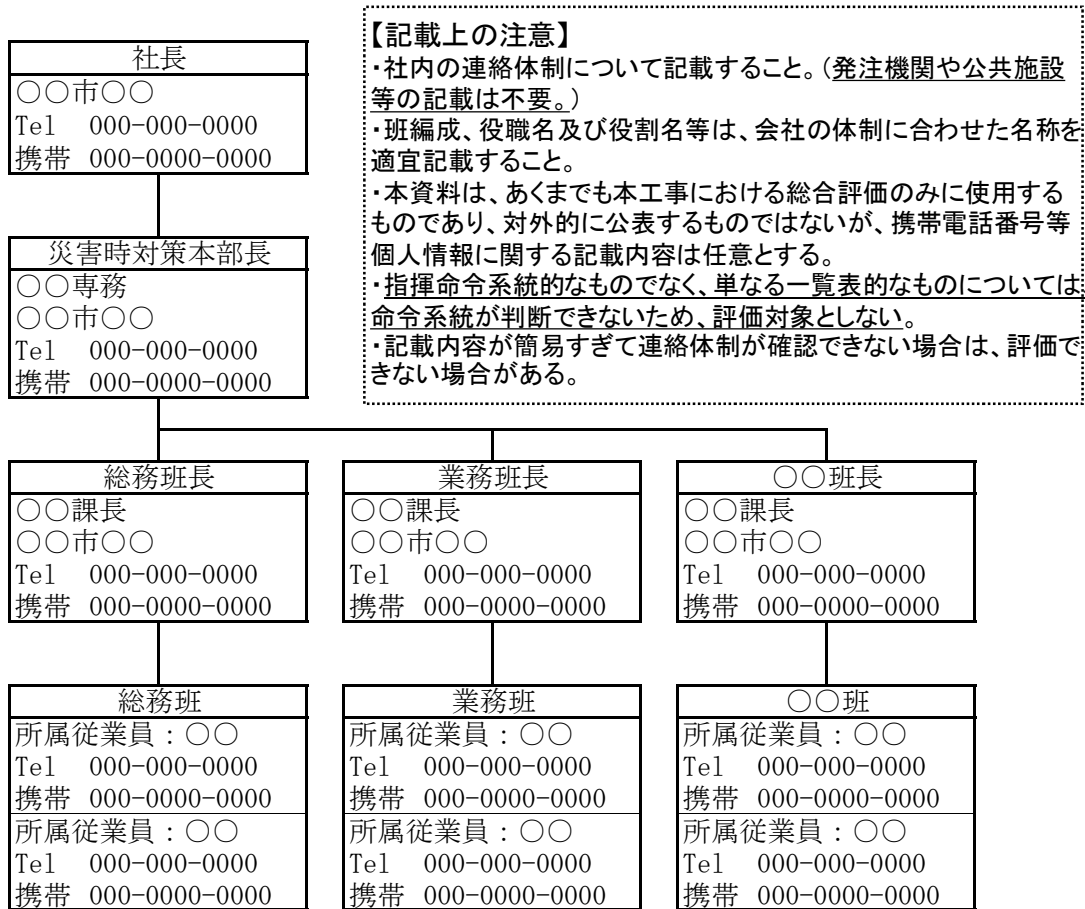 社長
○○市○○
Tel 000-000-0000
携帯 000-0000-0000
【記載上の注意】
・社内の連絡体制について記載すること。（発注機関や公共施設
等の記載は不要。）
・班編成、役職名及び役割名等は、会社の体制に合わせた名称を
適宜記載すること。
・本資料は、あくまでも本工事における総合評価のみに使用する
ものであり、対外的に公表するものではないが、携帯電話番号等
個人情報に関する記載内容は任意とする。
・指揮命令系統的なものでなく、単なる一覧表的なものについては
命令系統が判断できないため、評価対象としない。
・記載内容が簡易すぎて連絡体制が確認できない場合は、評価で
きない場合がある。
災害時対策本部長
○○専務
○○市○○
Tel 000-000-0000
携帯 000-0000-0000
総務班長
○○課長
○○市○○
Tel 000-000-0000
携帯 000-0000-0000
業務班長
○○課長
○○市○○
Tel 000-000-0000
携帯 000-0000-0000
○○班長
○○課長
○○市○○
Tel 000-000-0000
携帯 000-0000-0000
総務班
所属従業員：○○
Tel 000-000-0000
携帯 000-0000-0000
所属従業員：○○
Tel 000-000-0000
携帯 000-0000-0000
業務班
所属従業員：○○
Tel 000-000-0000
携帯 000-0000-0000
所属従業員：○○
Tel 000-000-0000
携帯 000-0000-0000
○○班
所属従業員：○○
Tel 000-000-0000
携帯 000-0000-0000
所属従業員：○○
Tel 000-000-0000
携帯 000-0000-0000